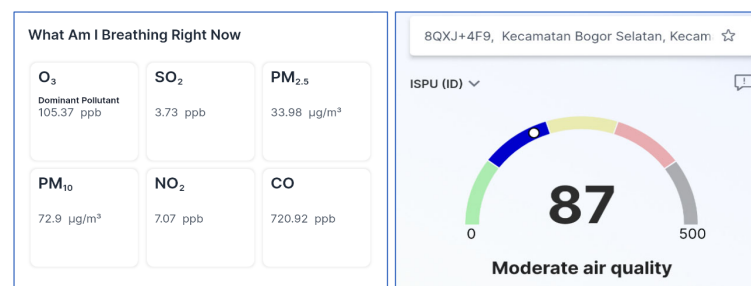 What Am I Breathing Right Now
O₃
Dominant Pollutant
105.37 ppb
SO₂
3.73 ppb
PM₂.₅
33.98 μg/m³
PM₁₀
72.9 μg/m³
NO₂
7.07 ppb
CO
720.92 ppb
8QXJ+4F9, Kecamatan Bogor Selatan, Kecam
ISPU (ID)
87
0
500
Moderate air quality